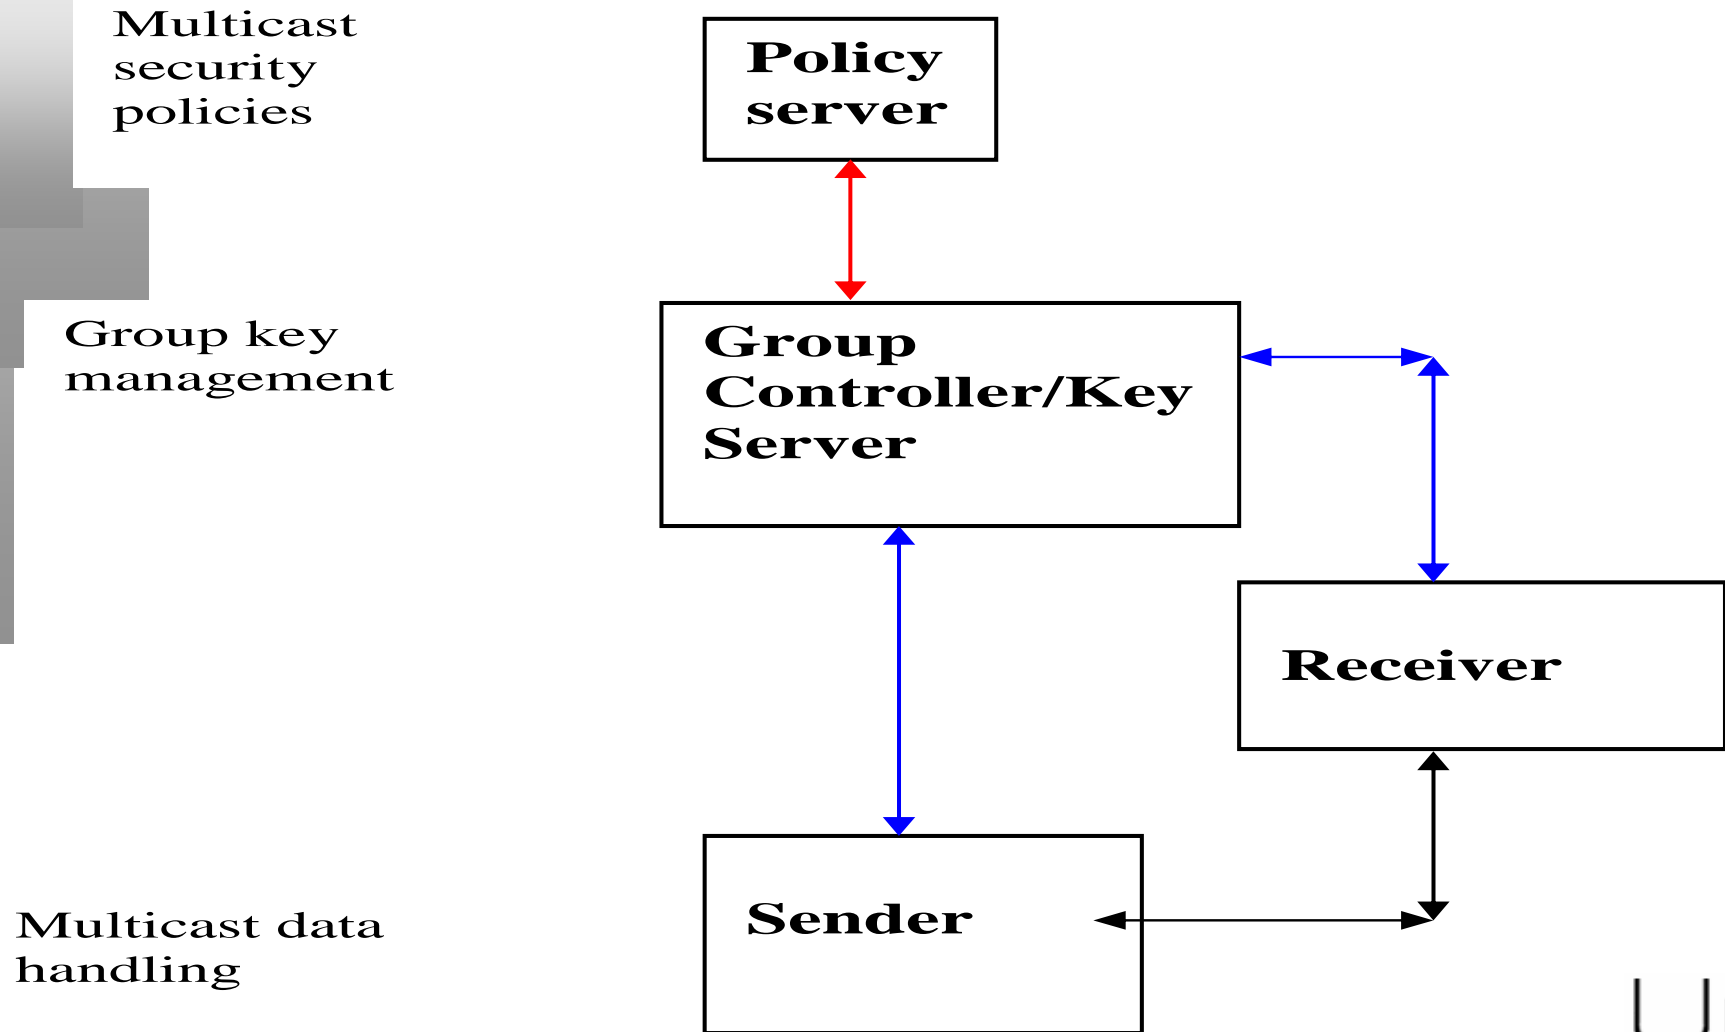 Multicast
security
policies
Policy
server
Group key
management
Group
Controller/Key
Server
Receiver
Sender
Multicast data
handling